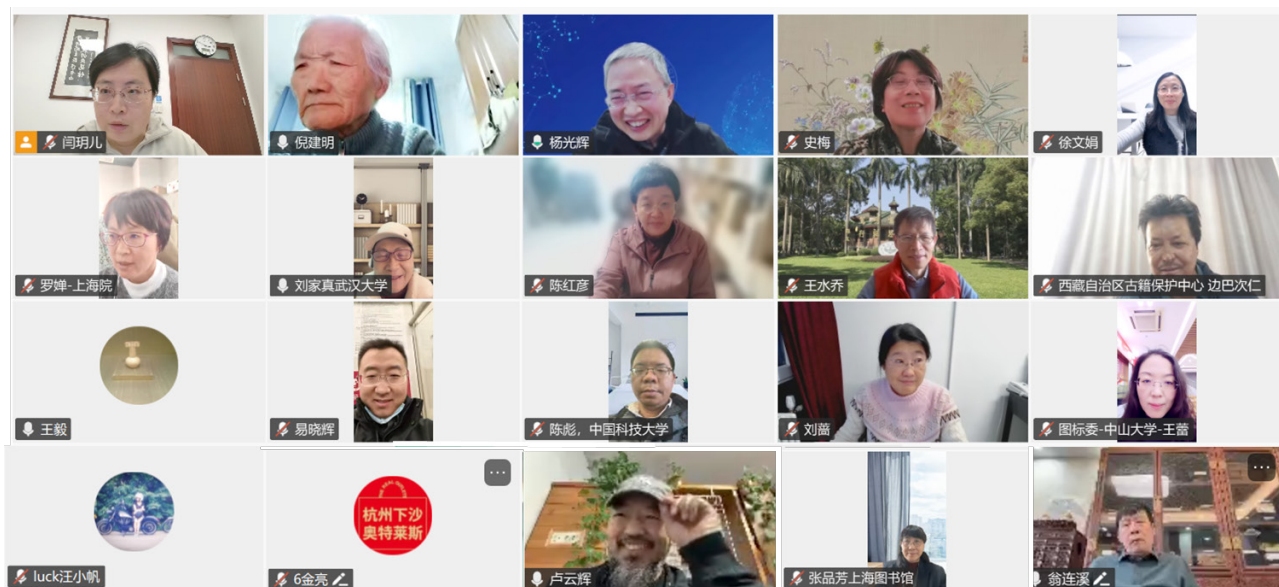 闫玥儿
倪建明
杨光辉
史梅
徐文娟
罗婵-上海院
刘家真武汉大学
陈红彦
王水乔
西藏自治区古籍保护中心 边巴次仁
王毅
易晓辉
陈彪，中国科技大学
刘蔷
图标委-中山大学-王蕾
luck汪小帆
杭州下沙
奥特莱斯
6金亮
卢云辉
张品芳上海图书馆
翁连溪